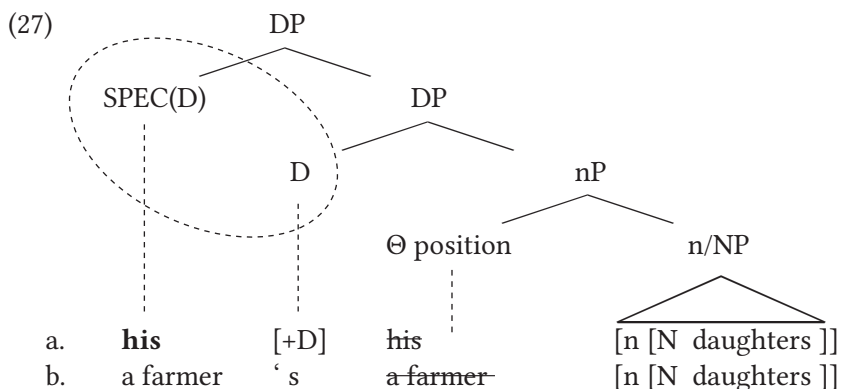 (27) DP
SPEC(D) DP
D nP
Θ position n/NP
a. his [+D] his [n [N daughters ]]
b. a farmer ‘ s a farmer [n [N daughters ]]